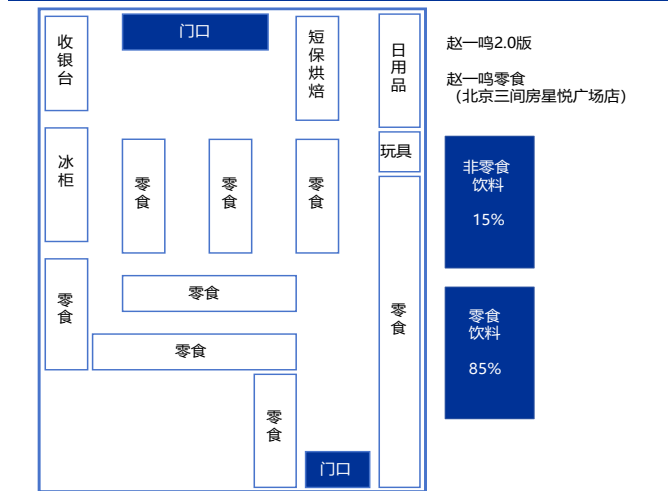 收银台
门口
短保烘焙
日用品
赵一鸣2.0版
赵一鸣零食
（北京三间房星悦广场店）
玩具
冰柜
零食
零食
零食
非零食
饮料
15%
零食
零食
零食
零食
零食
饮料
85%
零食
门口